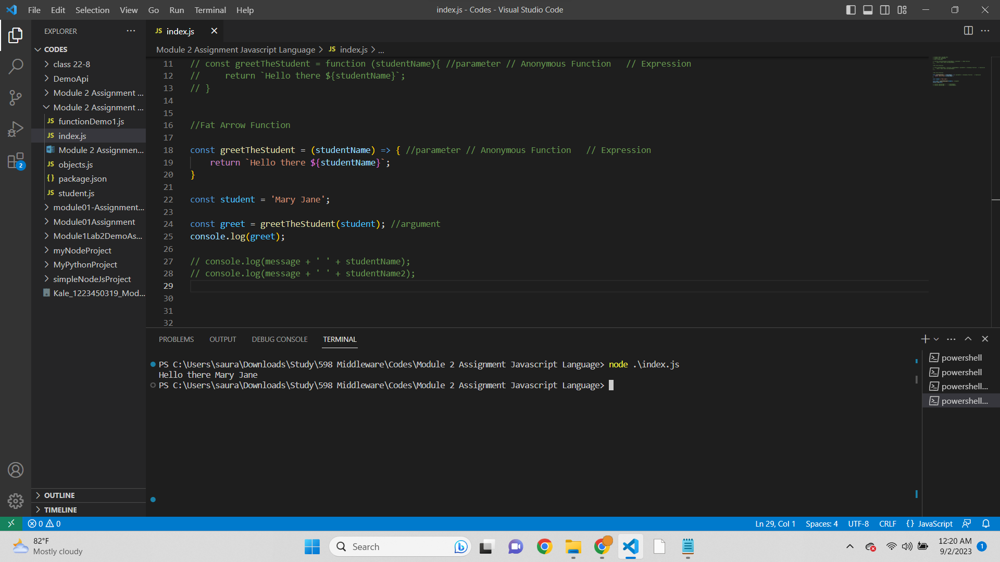 File Edit Selection View Go Run Terminal Help
index.js - Codes - Visual Studio Code
EXPLORER
CODES
class 22-8
DemoApi
Module 2 Assignment ...
Module 2 Assignment ...
JS functionDemo1.js
JS index.js
Module 2 Assignmen...
JS objects.js
{} package.json
JS student.js
module01-Assignment...
Module01Assignment
Module1Lab2DemoAs...
myNodeProject
MyPythonProject
simpleNodeJsProject
Kale_1223450319_Mod...
OUTLINE
TIMELINE
2
JS index.js
Module 2 Assignment Javascript Language > JS index.js > ...
11 // const greetTheStudent = function (studentName){ //parameter // Anonymous Function   // Expression
12 //     return `Hello there ${studentName}`;
13 // }
14
15
16 //Fat Arrow Function
17
18 const greetTheStudent = (studentName) => { //parameter // Anonymous Function   // Expression
19     return `Hello there ${studentName}`;
20 }
21
22 const student = 'Mary Jane';
23
24 const greet = greetTheStudent(student); //argument
25 console.log(greet);
26
27 // console.log(message + ' ' + studentName);
28 // console.log(message + ' ' + studentName2);
29
30
31
32
PROBLEMS OUTPUT DEBUG CONSOLE TERMINAL
PS C:\Users\saura\Downloads\Study\598 Middleware\Codes\Module 2 Assignment Javascript Language> node .\index.js
Hello there Mary Jane
PS C:\Users\saura\Downloads\Study\598 Middleware\Codes\Module 2 Assignment Javascript Language>
powershell
powershell
powershell...
powershell...
0 0
Ln 29, Col 1 Spaces: 4 UTF-8 CRLF {} JavaScript
82°F
Mostly cloudy
Search
12:20 AM
9/2/2023
1